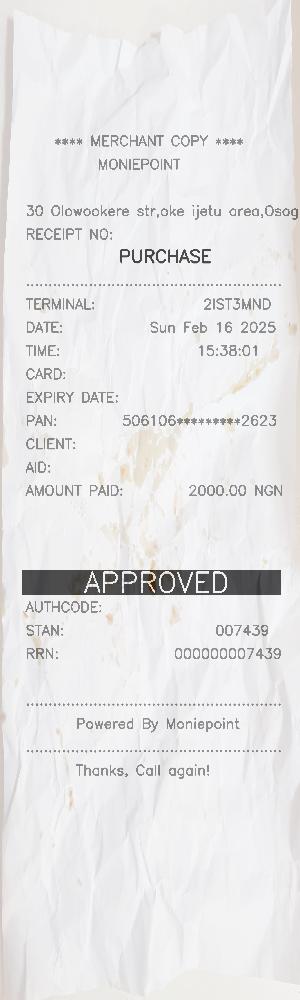 **** MERCHANT COPY ****
MONIEPOINT
30 Olowookere str,oke ijetu area,Osog
RECEIPT NO:
PURCHASE
TERMINAL: 2IST3MND
DATE: Sun Feb 16 2025
TIME: 15:38:01
CARD:
EXPIRY DATE:
PAN: 506106*********2623
CLIENT:
AID:
AMOUNT PAID: 2000.00 NGN
APPROVED
AUTHCODE:
STAN: 007439
RRN: 000000007439
Powered By Moniepoint
Thanks, Call again!